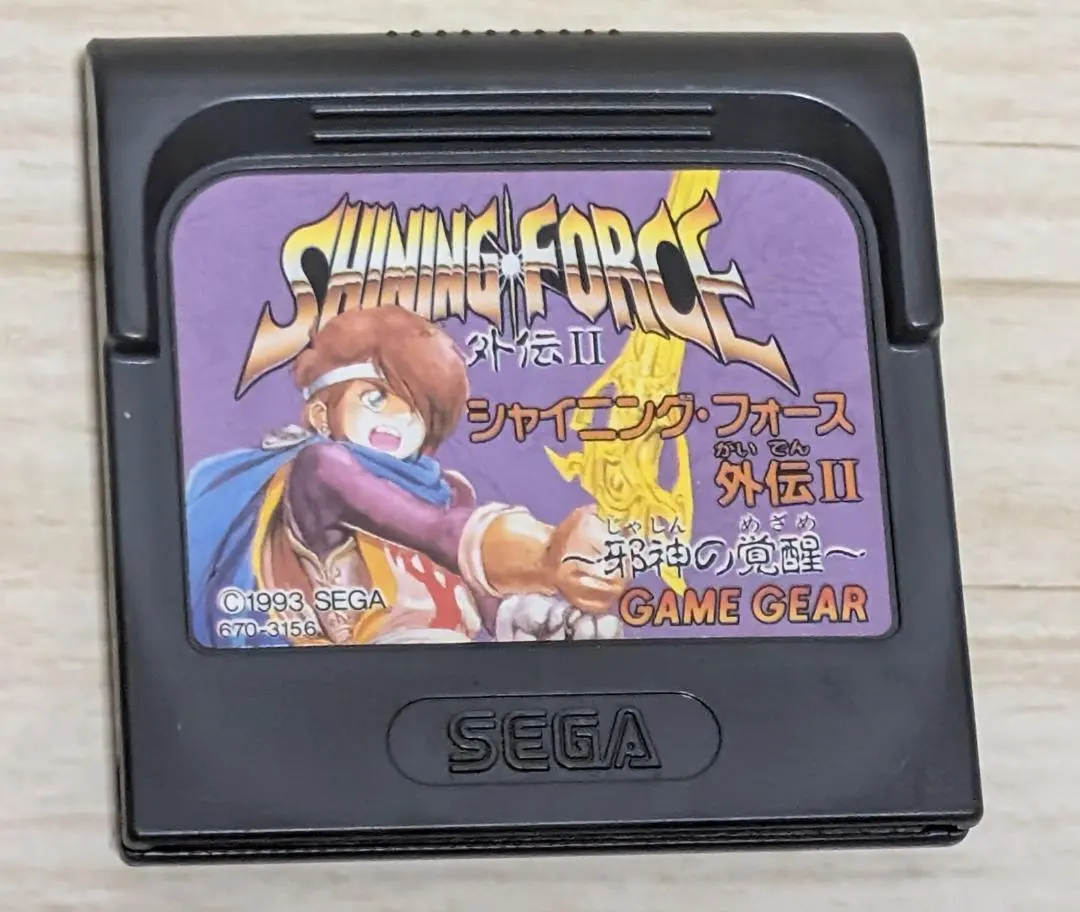 SHINING FORCE
外伝II
シャイニング・フォース
がいでん
外伝II
じゃしん めざめ
～邪神の覚醒～
©1993 SEGA
670-3156
GAME GEAR
SEGA